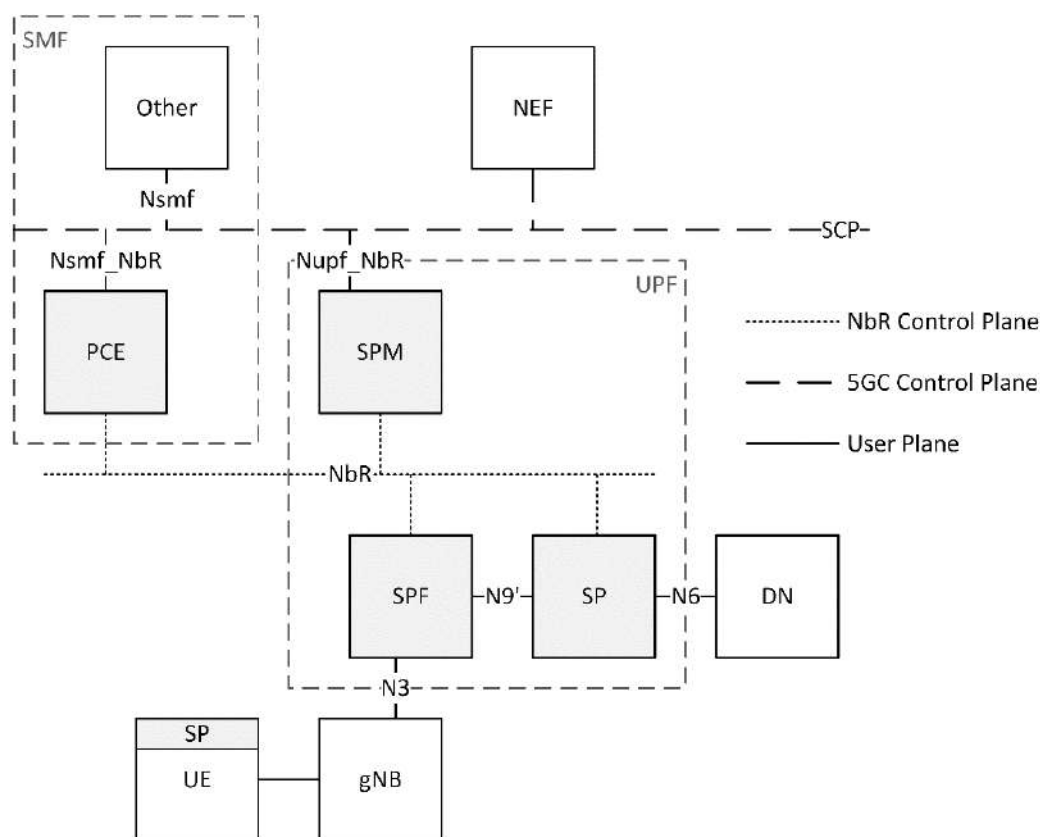 SMF
Other
NEF
Nsmf
SCP
Nsmf_NbR
Nupf_NbR
UPF
PCE
SPM
NbR Control Plane
5GC Control Plane
User Plane
NbR
SPF
N9'
SP
N6
DN
N3
SP
UE
gNB